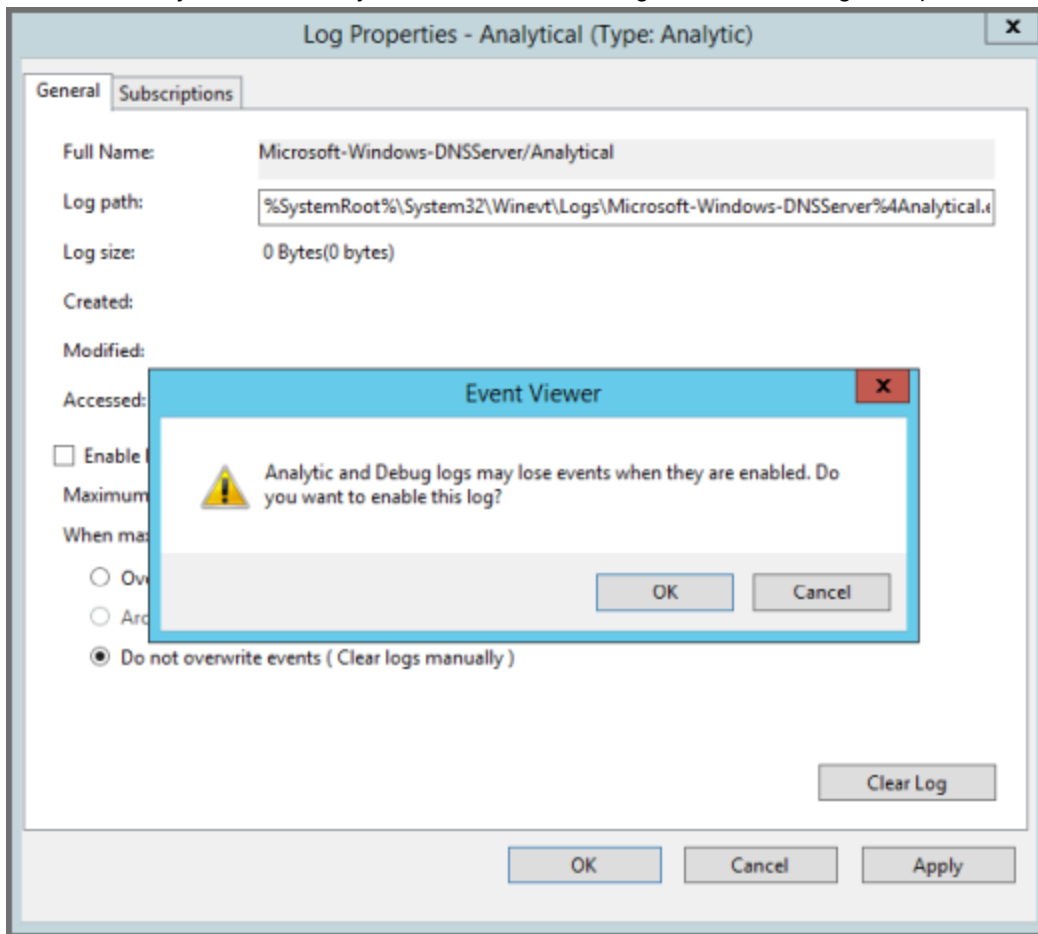 Log Properties - Analytical (Type: Analytic)
x
General Subscriptions
Full Name: Microsoft-Windows-DNSServer/Analytical
Log path: %SystemRoot%\System32\Winevt\Logs\Microsoft-Windows-DNSServer%4Analytical.e
Log size: 0 Bytes(0 bytes)
Created:
Modified:
Accessed:
Event Viewer
x
Enable
Analytic and Debug logs may lose events when they are enabled. Do
you want to enable this log?
Maximum
When
OK Cancel
Do not overwrite events ( Clear logs manually )
Clear Log
OK Cancel Apply